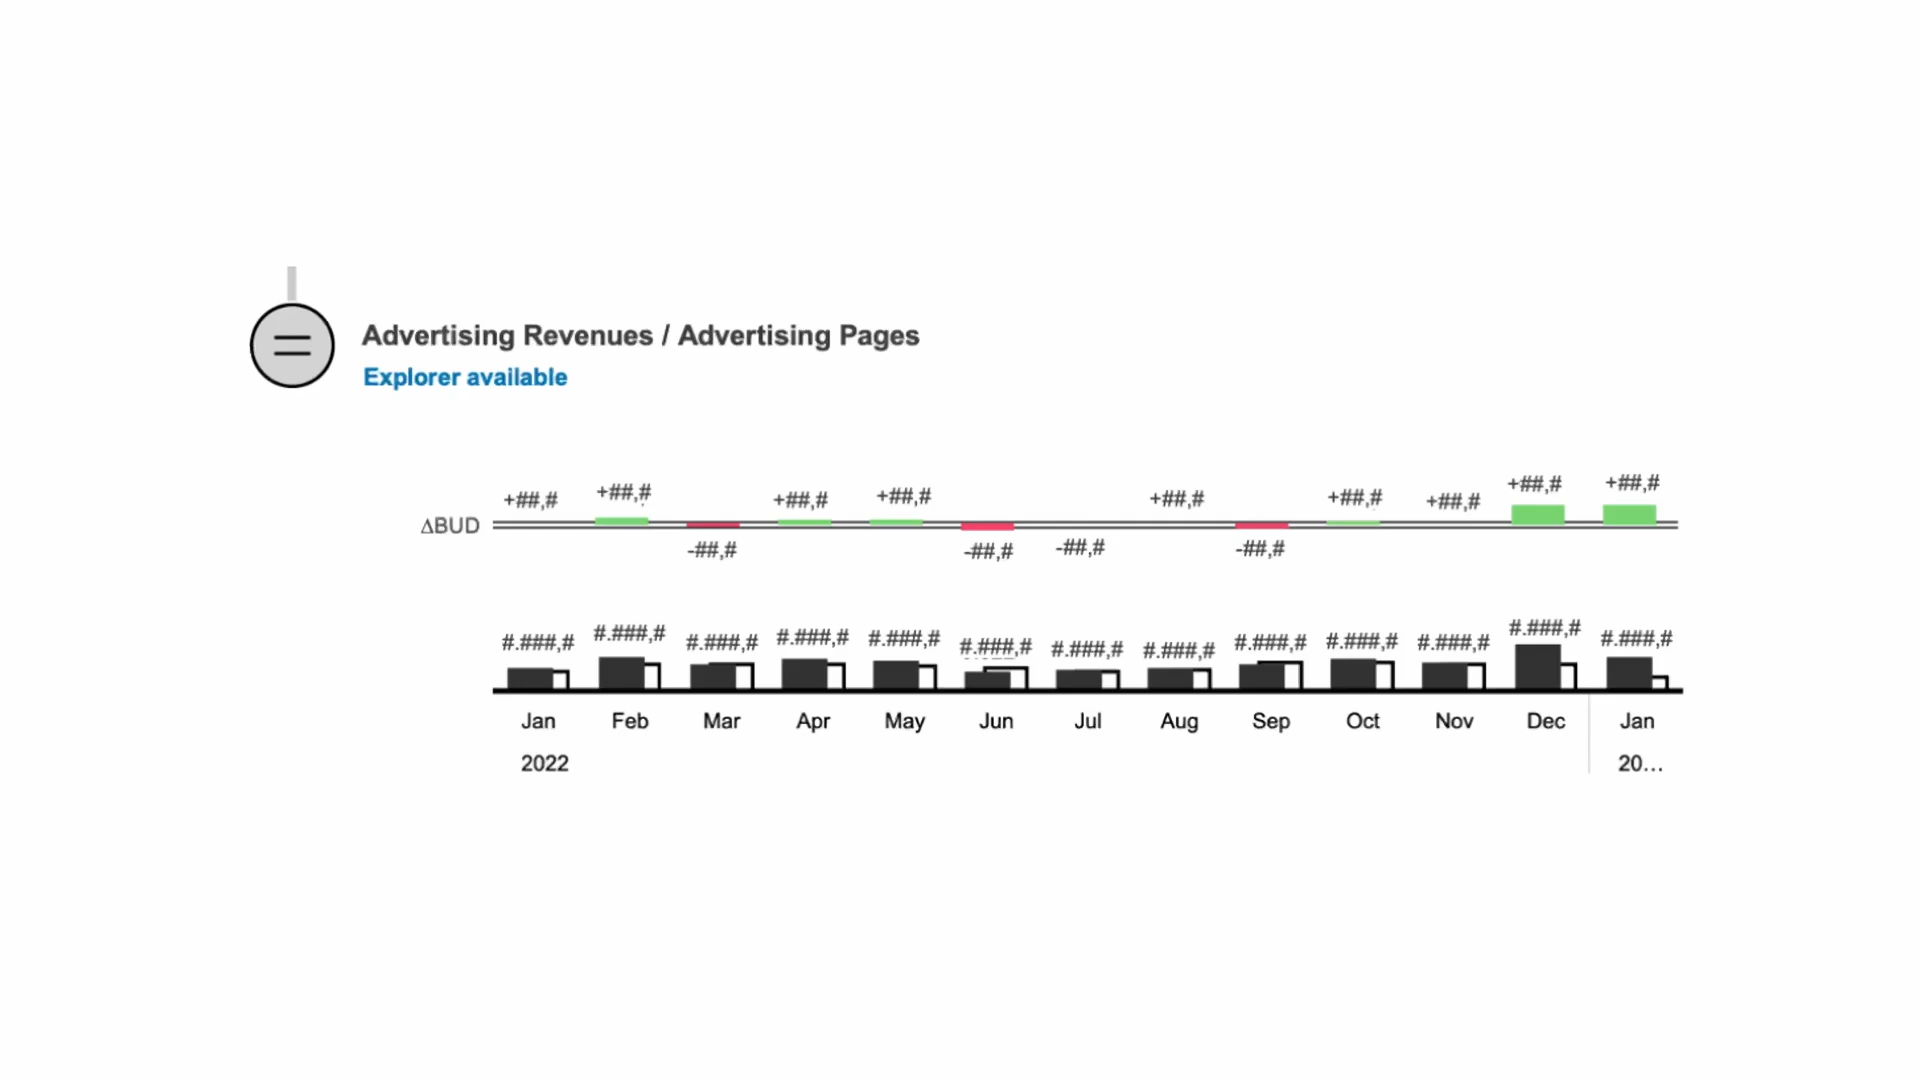 Advertising Revenues / Advertising Pages
Explorer available
+##,# +##,# +##,# +##,# +##,# +##,# +##,# +##,# +##,#
ΔBUD
-##,# -##,# -##,# -##,#
#.###,# #.###,# #.###,# #.###,# #.###,# #.###,# #.###,# #.###,# #.###,# #.###,# #.###,# #.###,# #.###,#
Jan Feb Mar Apr May Jun Jul Aug Sep Oct Nov Dec Jan
2022 20…